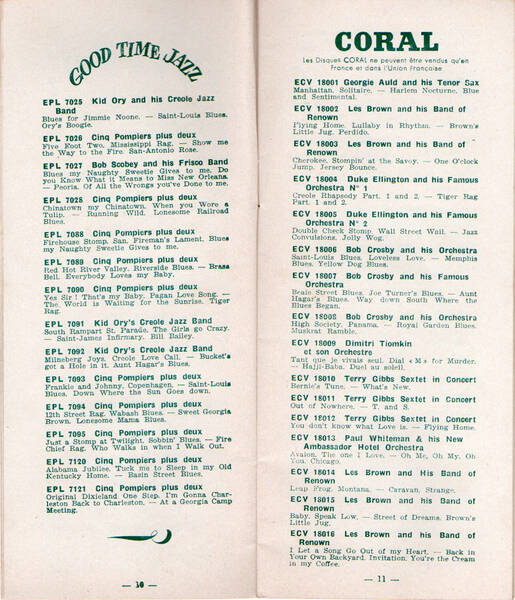 GOOD TIME JAZZ
EPL 7025 Kid Ory and his Creole Jazz
Band
Blues for Jimmie Noone. — Saint-Louis Blues.
Ory's Boogie.
EPL 7026 Cinq Pompiers plus deux
Five Foot Two, Mississippi Rag. — Show me
the Way to the Fire. San-Antonio Rose.
EPL 7027 Bob Scobey and his Frisco Band
Blues my Naughty Sweetie Gives to me. Do
you Know What it Means to Miss New Orleans.
— Peoria. Of All the Wrongs you've Done to me.
EPL 7028 Cinq Pompiers plus deux
Chinatown my Chinatown. When you Wore a
Tulip. — Running Wild. Lonesome Railroad
Blues.
EPL 7088 Cinq Pompiers plus deux
Firehouse Stomp. San. Fireman's Lament. Blues
my Naughty Sweetie Gives to me.
EPL 7089 Cinq Pompiers plus deux
Red Hot River Valley. Riverside Blues. — Brass
Bell. Everybody Loves my Baby.
EPL 7090 Cinq Pompiers plus deux
Yes Sir ! That's my Baby. Pagan Love Song. —
The World is Waiting for the Sunrise. Tiger
Rag.
EPL 7091 Kid Ory's Creole Jazz Band
South Rampart St. Parade. The Girls go Crazy.
— Saint-James Infirmary. Bill Bailey.
EPL 7092 Kid Ory's Creole Jazz Band
Milneberg Joys. Creole Love Call. — Bucket's
got a Hole in it. Aunt Hagar's Blues.
EPL 7093 Cinq Pompiers plus deux
Frankie and Johnny. Copenhagen. — Saint-Louis
Blues. Down Where the Sun Goes down.
EPL 7094 Cinq Pompiers plus deux
12th Street Rag. Wabash Blues. — Sweet Georgia
Brown. Lonesome Mama Blues.
EPL 7095 Cinq Pompiers plus deux
Just a Stomp at Twilight. Sobbin' Blues. — Fire
Chief Rag. Who Walks in when I Walk Out.
EPL 7120 Cinq Pompiers plus deux
Alabama Jubilee. Tuck me to Sleep in my Old
Kentucky Home. — Basin Street Blues.
EPL 7121 Cinq Pompiers plus deux
Original Dixieland One Step. I'm Gonna Char-
leston Back to Charleston. — At a Georgia Camp
Meeting.
— 10 —
CORAL
Les Disques CORAL ne peuvent être vendus qu'en
France et dans l'Union Française
ECV 18001 Georgie Auld and his Tenor Sax
Manhattan. Solitaire. — Harlem Nocturne. Blue
and Sentimental.
ECV 18002 Les Brown and his Band of
Renown
Flying Home. Lullaby in Rhythm. — Brown's
Little Jug. Perdido.
ECV 18003 Les Brown and his Band of
Renown
Cherokee. Stompin' at the Savoy. — One O'Clock
Jump. Jersey Bounce.
ECV 18004 Duke Ellington and his Famous
Orchestra N° 1
Creole Rhapsody Part 1. and 2. — Tiger Rag
Part. 1. and 2.
ECV 18005 Duke Ellington and his Famous
Orchestra N° 2
Double Check Stomp. Wall Street Wail. — Jazz
Convulsions. Jolly Wog.
ECV 18006 Bob Crosby and his Orchestra
Saint-Louis Blues. Loveless Love. — Memphis
Blues. Yellow Dog Blues.
ECV 18007 Bob Crosby and his Famous
Orchestra
Beale Street Blues. Joe Turner's Blues. — Aunt
Hagar's Blues. Way down South Where the
Blues Began.
ECV 18008 Bob Crosby and his Orchestra
High Society. Panama. — Royal Garden Blues.
Muskrat Ramble.
ECV 18009 Dimitri Tiomkin
et son Orchestre
Tant que je vivais seul. Dial « M » for Murder.
— Hajji-Baba. Duel au soleil.
ECV 18010 Terry Gibbs Sextet in Concert
Bernie's Tune. — What's New.
ECV 18011 Terry Gibbs Sextet in Concert
Out of Nowhere. — T. and S.
ECV 18012 Terry Gibbs Sextet in Concert
You don't know what Love is. — Flying Home.
ECV 18013 Paul Whiteman & his New
Ambassador Hotel Orchestra
Avalon. The one I Love. — Oh Me, Oh My, Oh
You. Chicago.
ECV 18014 Les Brown and His Band of
Renown
Leap Frog. Montana. — Caravan. Strange.
ECV 18015 Les Brown and his Band of
Renown
Baby. Speak Low. — Street of Dreams. Brown's
Little Jug.
ECV 18016 Les Brown and his Band of
Renown
I Let a Song Go out of my Heart. — Back in
Your Own Backyard. Invitation. You're the Cream
in my Coffee.
— 11 —